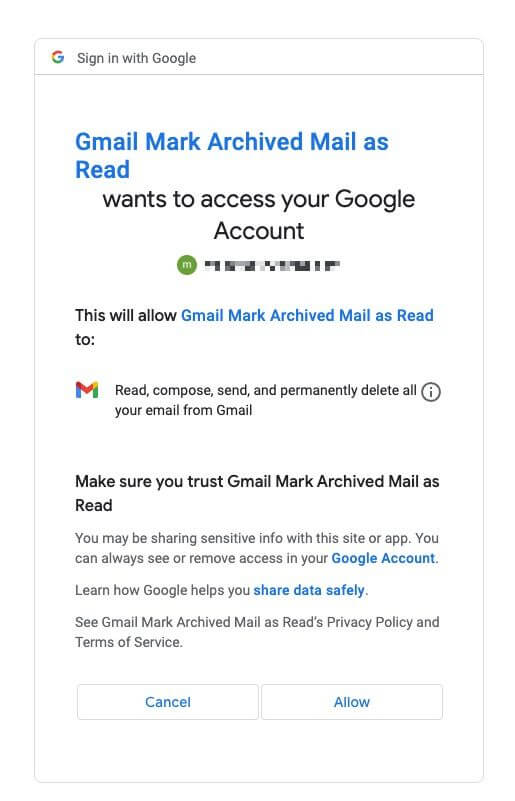 Sign in with Google
Gmail Mark Archived Mail as
Read
wants to access your Google
Account
m
This will allow Gmail Mark Archived Mail as Read
to:
Read, compose, send, and permanently delete all
your email from Gmail
Make sure you trust Gmail Mark Archived Mail as
Read
You may be sharing sensitive info with this site or app. You
can always see or remove access in your Google Account.
Learn how Google helps you share data safely.
See Gmail Mark Archived Mail as Read's Privacy Policy and
Terms of Service.
Cancel
Allow